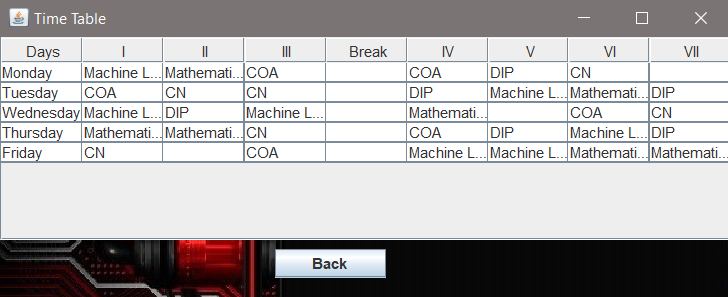 Time Table
Days I II III Break IV V VI VII
Monday Machine L... Mathemati... COA COA DIP CN
Tuesday COA CN CN DIP Machine L... Mathemati... DIP
Wednesday Machine L... DIP Machine L... Mathemati... COA CN
Thursday Mathemati... Mathemati... CN COA DIP Machine L... DIP
Friday CN COA Machine L... Machine L... Mathemati... Mathemati...
Back